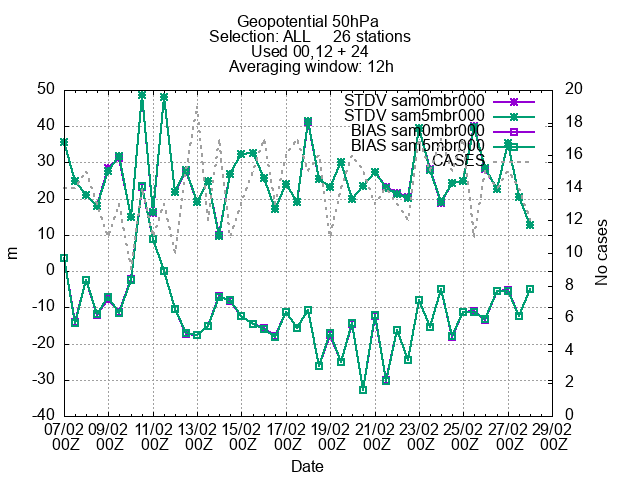 Geopotential 50hPa
Selection: ALL     26 stations
Used 00,12 + 24
Averaging window: 12h
STDV sam0mbr000
STDV sam5mbr000
BIAS sam0mbr000
BIAS sam5mbr000
CASES
50
40
30
20
10
0
-10
-20
-30
-40
m
20
18
16
14
12
10
8
6
4
2
0
No cases
07/02 09/02 11/02 13/02 15/02 17/02 19/02 21/02 23/02 25/02 27/02 29/02
00Z 00Z 00Z 00Z 00Z 00Z 00Z 00Z 00Z 00Z 00Z 00Z
Date